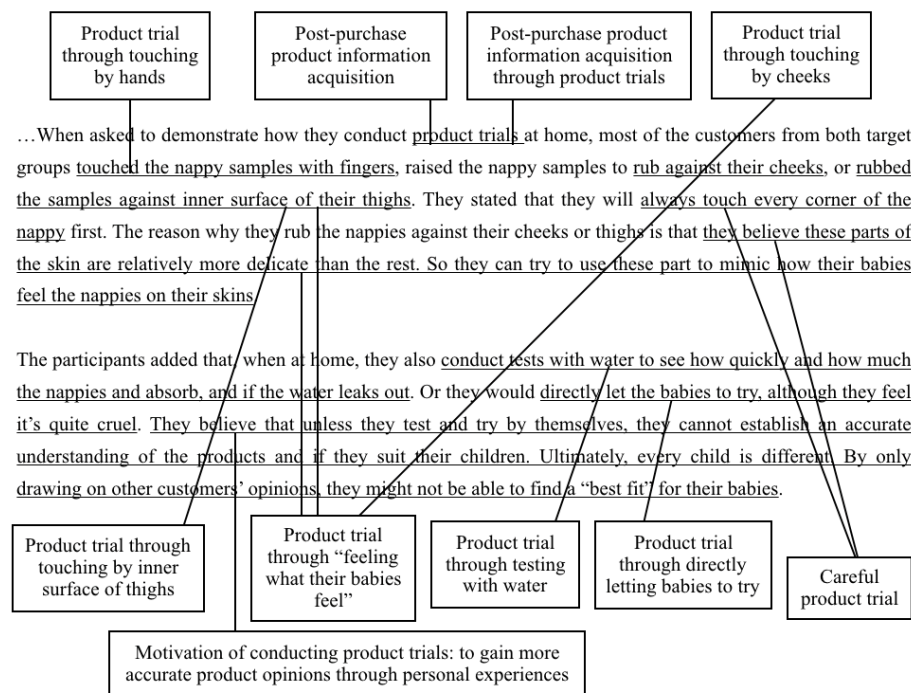 Product trial
through touching
by hands
Post-purchase
product information
acquisition
Post-purchase product
information acquisition
through product trials
Product trial
through touching
by cheeks
…When asked to demonstrate how they conduct product trials at home, most of the customers from both target
groups touched the nappy samples with fingers, raised the nappy samples to rub against their cheeks, or rubbed
the samples against inner surface of their thighs. They stated that they will always touch every corner of the
nappy first. The reason why they rub the nappies against their cheeks or thighs is that they believe these parts of
the skin are relatively more delicate than the rest. So they can try to use these part to mimic how their babies
feel the nappies on their skins.
The participants added that, when at home, they also conduct tests with water to see how quickly and how much
the nappies and absorb, and if the water leaks out. Or they would directly let the babies to try, although they feel
it’s quite cruel. They believe that unless they test and try by themselves, they cannot establish an accurate
understanding of the products and if they suit their children. Ultimately, every child is different. By only
drawing on other customers’ opinions, they might not be able to find a “best fit” for their babies.
Product trial through
touching by inner
surface of thighs
Product trial
through “feeling
what their babies
feel”
Product trial
through testing
with water
Product trial
through directly
letting babies to try
Careful
product trial
Motivation of conducting product trials: to gain more
accurate product opinions through personal experiences